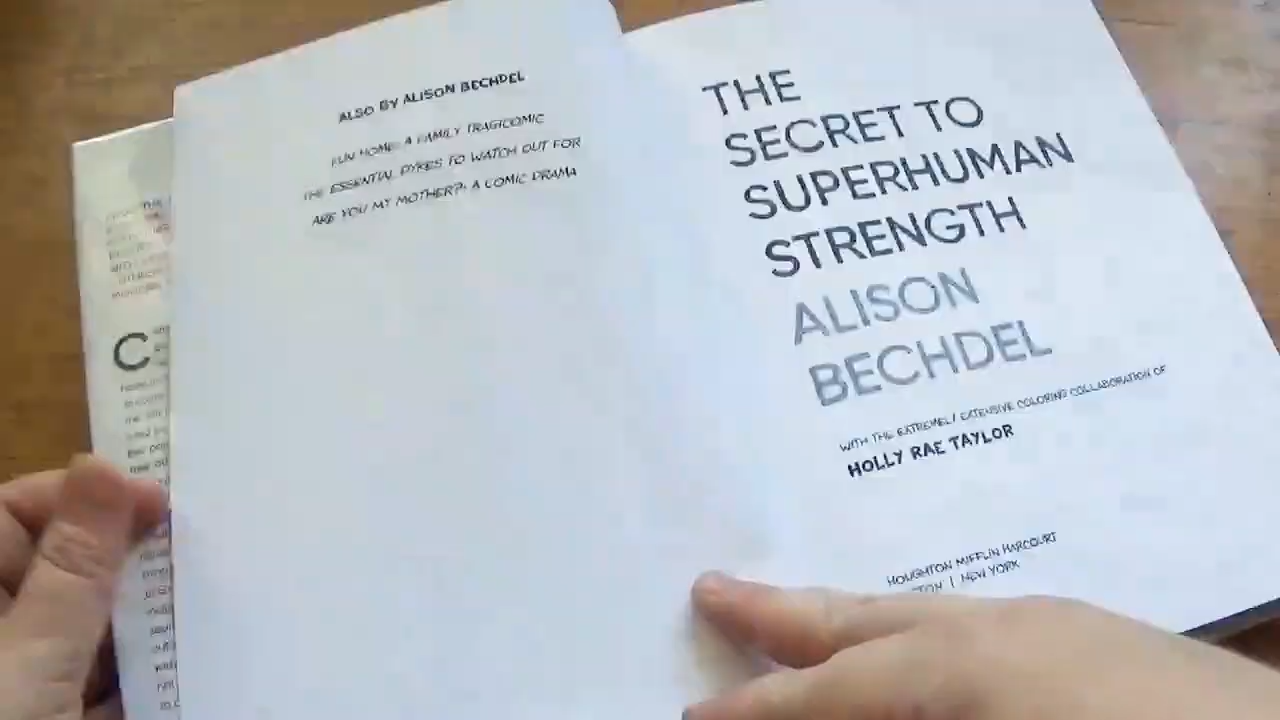 ALSO BY ALISON BECHDEL
FUN HOME: A FAMILY TRAGICOMIC
THE ESSENTIAL DYKES TO WATCH OUT FOR
ARE YOU MY MOTHER?: A COMIC DRAMA
THE
SECRET TO
SUPERHUMAN
STRENGTH
ALISON
BECHDEL
WITH THE EXTREMELY EXTENSIVE COLORING COLLABORATION OF
HOLLY RAE TAYLOR
HOUGHTON MIFFLIN HARCOURT
TON | NEW YORK